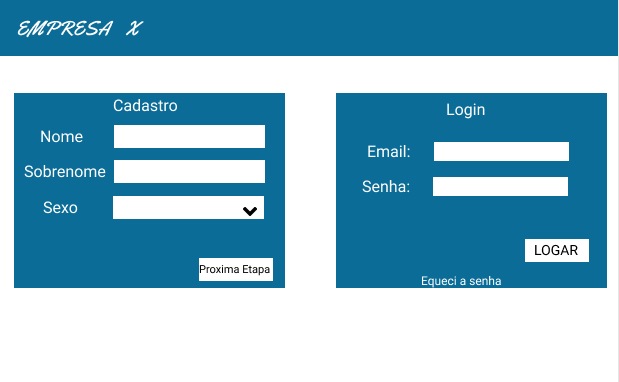 EMPRESA X
Cadastro
Nome
Sobrenome
Sexo
Proxima Etapa
Login
Email:
Senha:
LOGAR
Equeci a senha